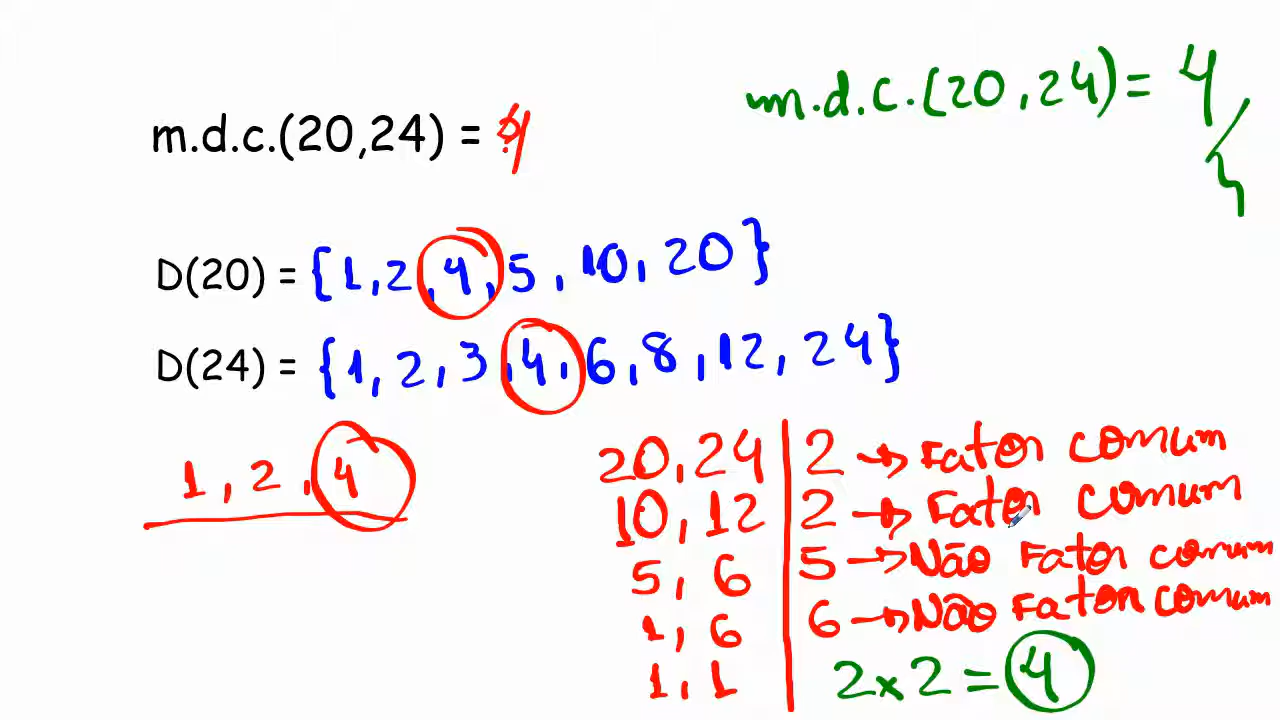 m.d.c.(20,24) = 4
m.d.c.(20,24) = 4
D(20) = {1, 2, 4, 5, 10, 20}
D(24) = {1, 2, 3, 4, 6, 8, 12, 24}
1, 2, 4
20, 24 | 2 → Fator comum
10, 12 | 2 → Fator comum
5, 6 | 5 → Não Fator comum
1, 6 | 6 → Não Fator comum
1, 1 |
2 × 2 = 4